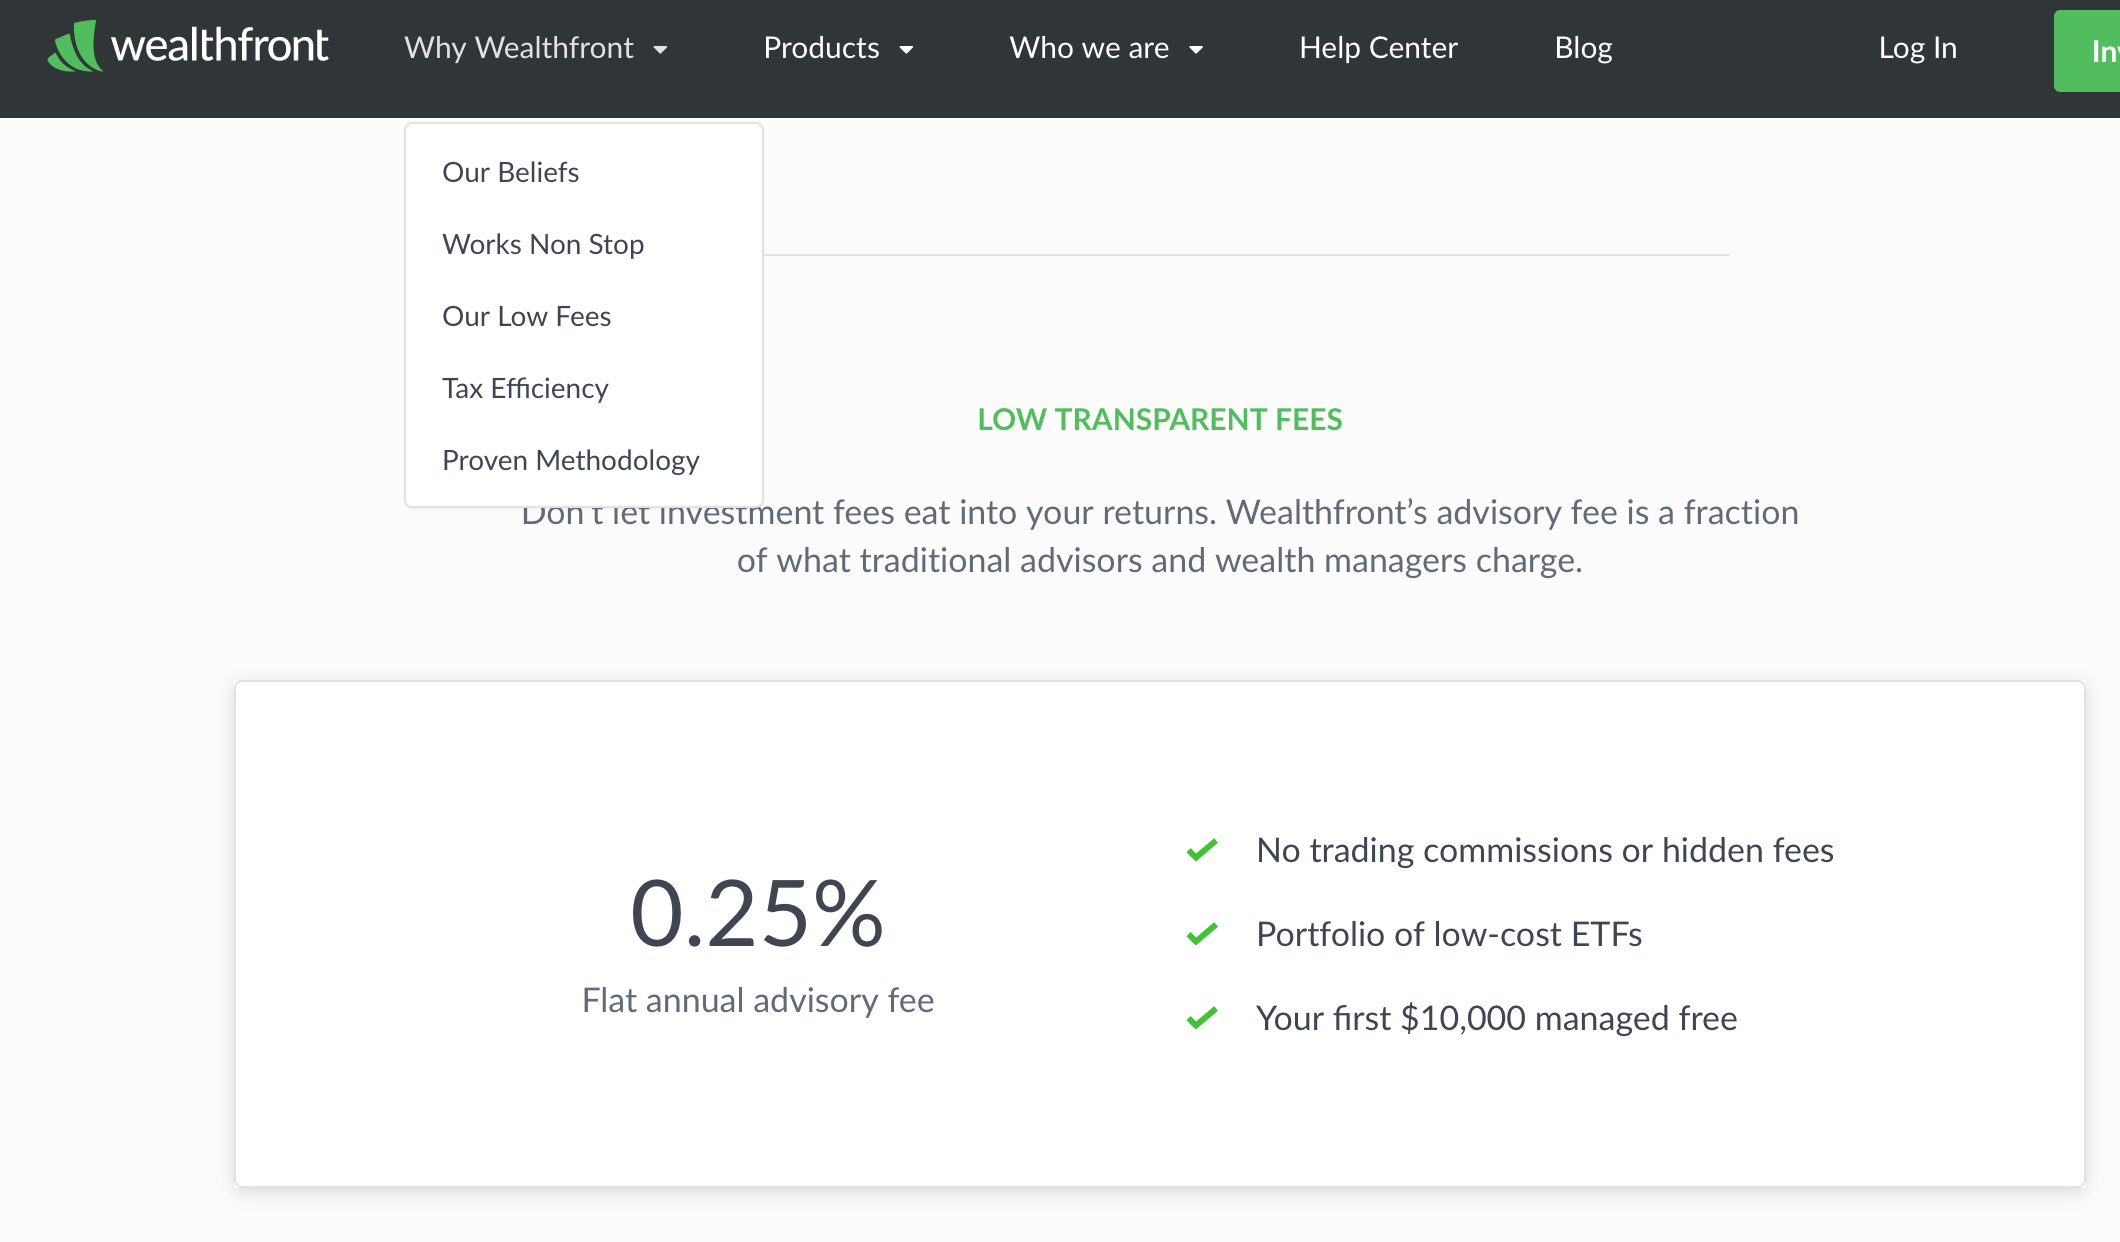 wealthfront
Why Wealthfront
Products
Who we are
Help Center
Blog
Log In
Our Beliefs
Works Non Stop
Our Low Fees
Tax Efficiency
Proven Methodology
LOW TRANSPARENT FEES
Don't let investment fees eat into your returns. Wealthfront’s advisory fee is a fraction
of what traditional advisors and wealth managers charge.
0.25%
Flat annual advisory fee
No trading commissions or hidden fees
Portfolio of low-cost ETFs
Your first $10,000 managed free